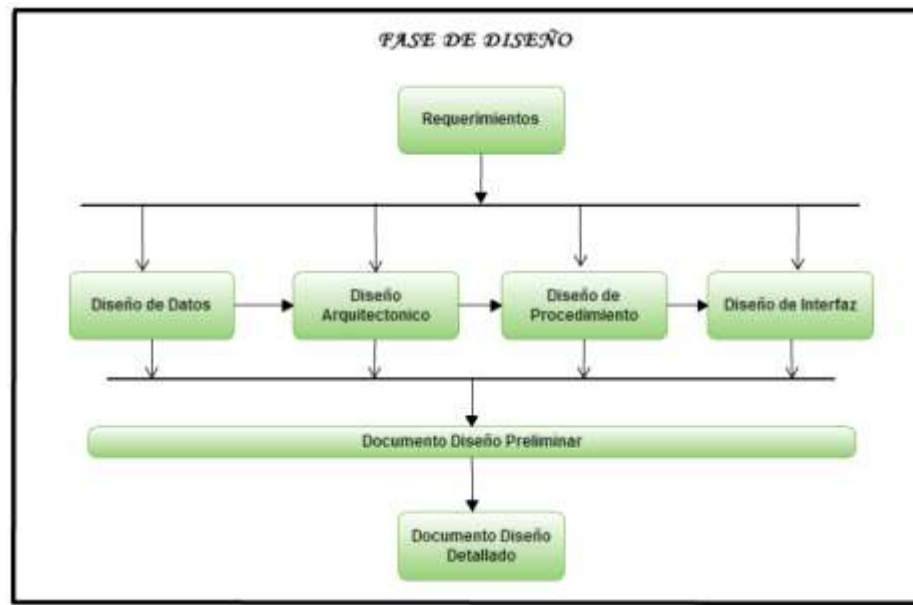 FASE DE DISEÑO
Requerimientos
Diseño de Datos
Diseño
Arquitectonico
Diseño de
Procedimiento
Diseño de Interfaz
Documento Diseño Preliminar
Documento Diseño
Detallado